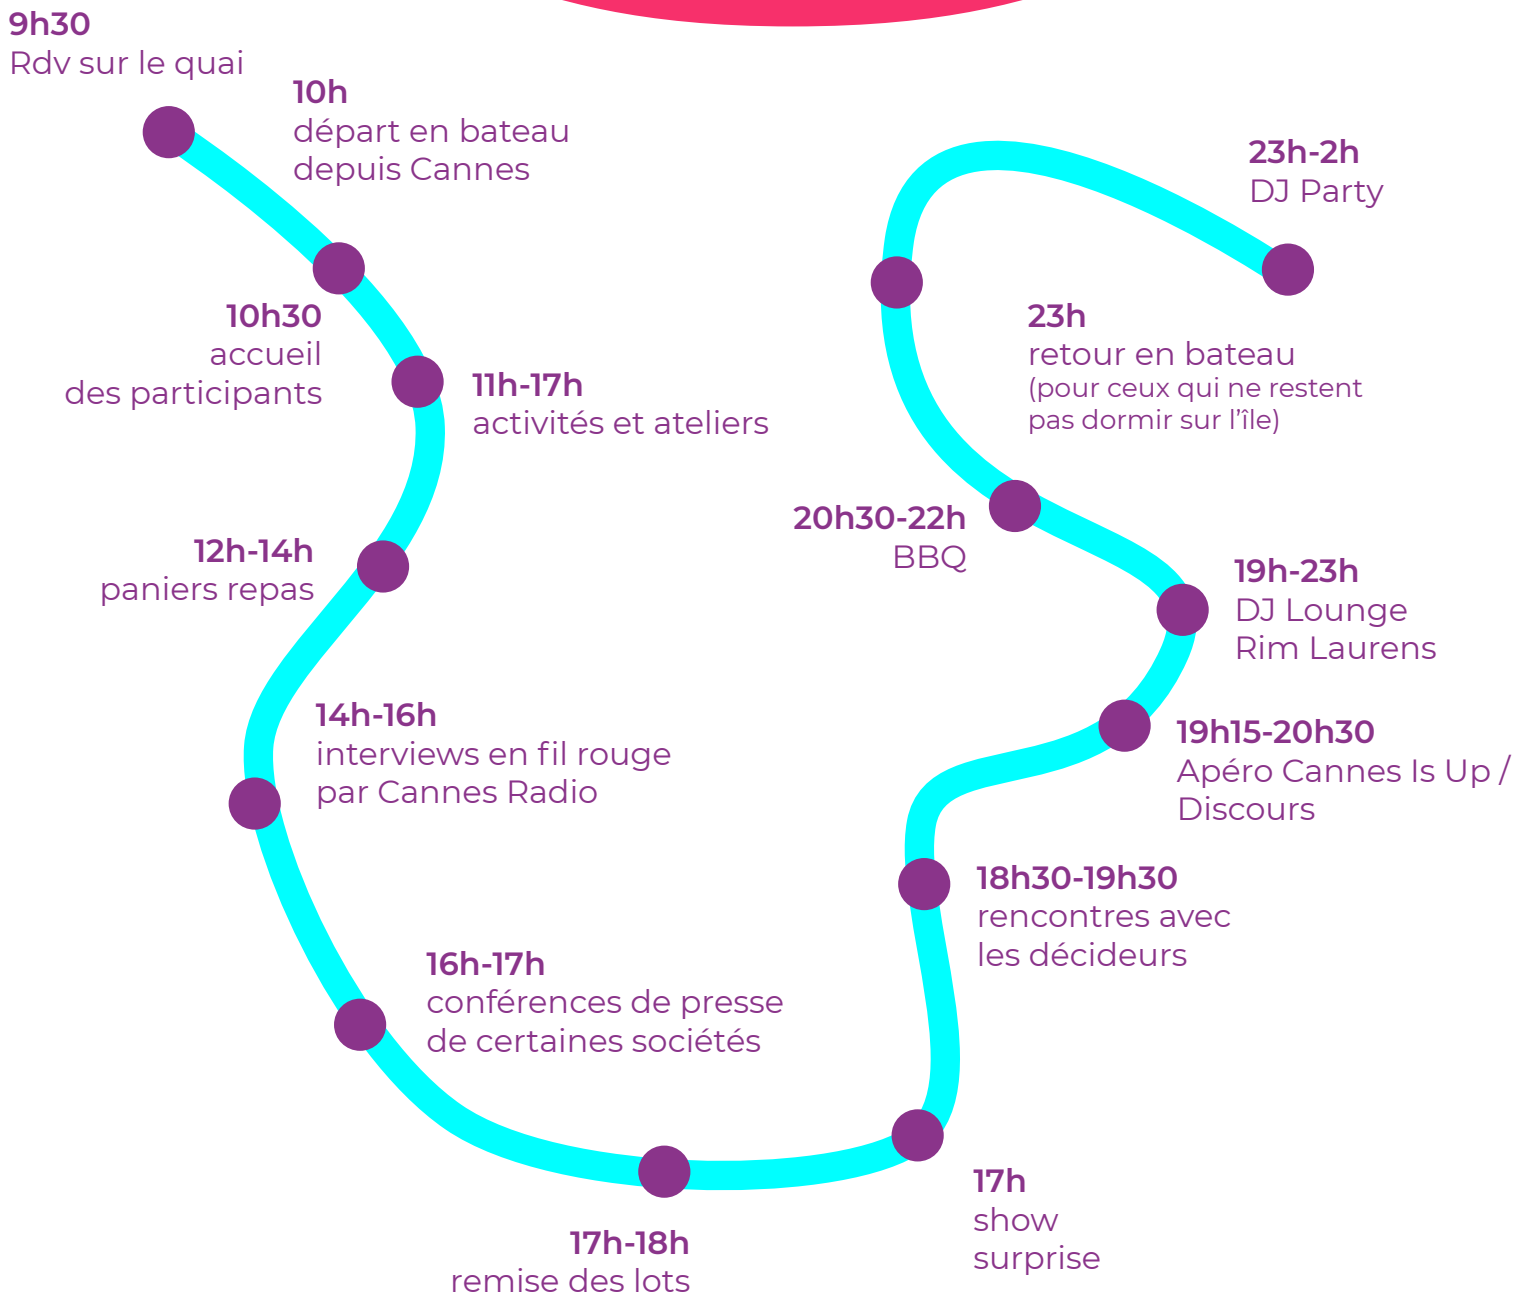 9h30
Rdv sur le quai
10h
départ en bateau
depuis Cannes
10h30
accueil
des participants
11h-17h
activités et ateliers
12h-14h
paniers repas
14h-16h
interviews en fil rouge
par Cannes Radio
16h-17h
conférences de presse
de certaines sociétés
17h-18h
remise des lots
17h
show
surprise
18h30-19h30
rencontres avec
les décideurs
19h15-20h30
Apéro Cannes Is Up /
Discours
19h-23h
DJ Lounge
Rim Laurens
20h30-22h
BBQ
23h
retour en bateau
(pour ceux qui ne restent
pas dormir sur l'île)
23h-2h
DJ Party